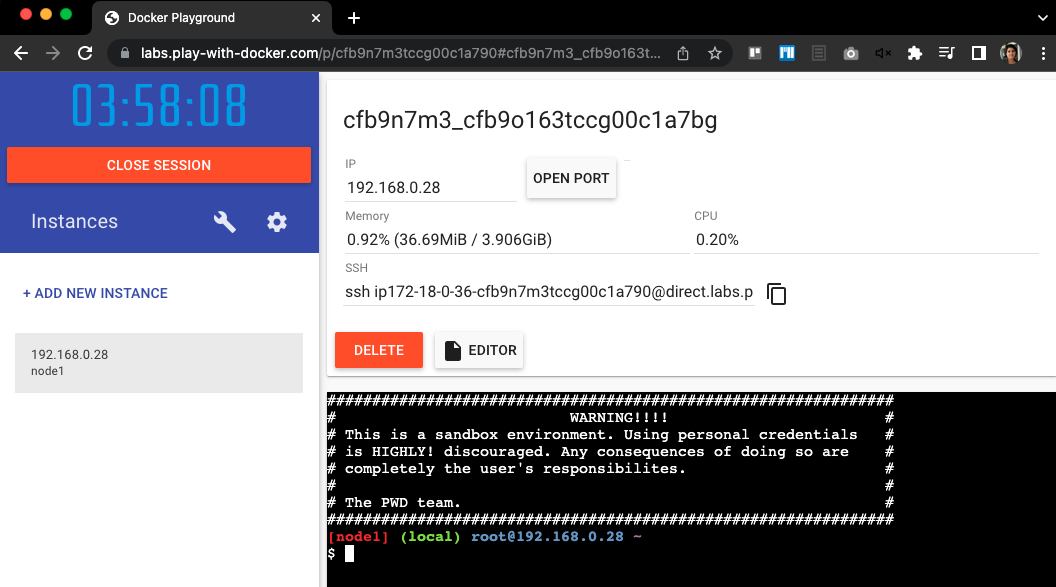 Docker Playground
labs.play-with-docker.com/p/cfb9n7m3tccg00c1a790#cfb9n7m3_cfb9o163t...
03:58:08
CLOSE SESSION
Instances
+ ADD NEW INSTANCE
192.168.0.28
node1
cfb9n7m3_cfb9o163tccg00c1a7bg
IP
192.168.0.28
OPEN PORT
Memory
0.92% (36.69MiB / 3.906GiB)
CPU
0.20%
SSH
ssh ip172-18-0-36-cfb9n7m3tccg00c1a790@direct.labs.p
DELETE
EDITOR
###############################################################
#                          WARNING!!!!                        #
# This is a sandbox environment. Using personal credentials   #
# is HIGHLY! discouraged. Any consequences of doing so are    #
# completely the user's responsibilites.                      #
#                                                             #
# The PWD team.                                               #
###############################################################
[node1] (local) root@192.168.0.28 ~
$